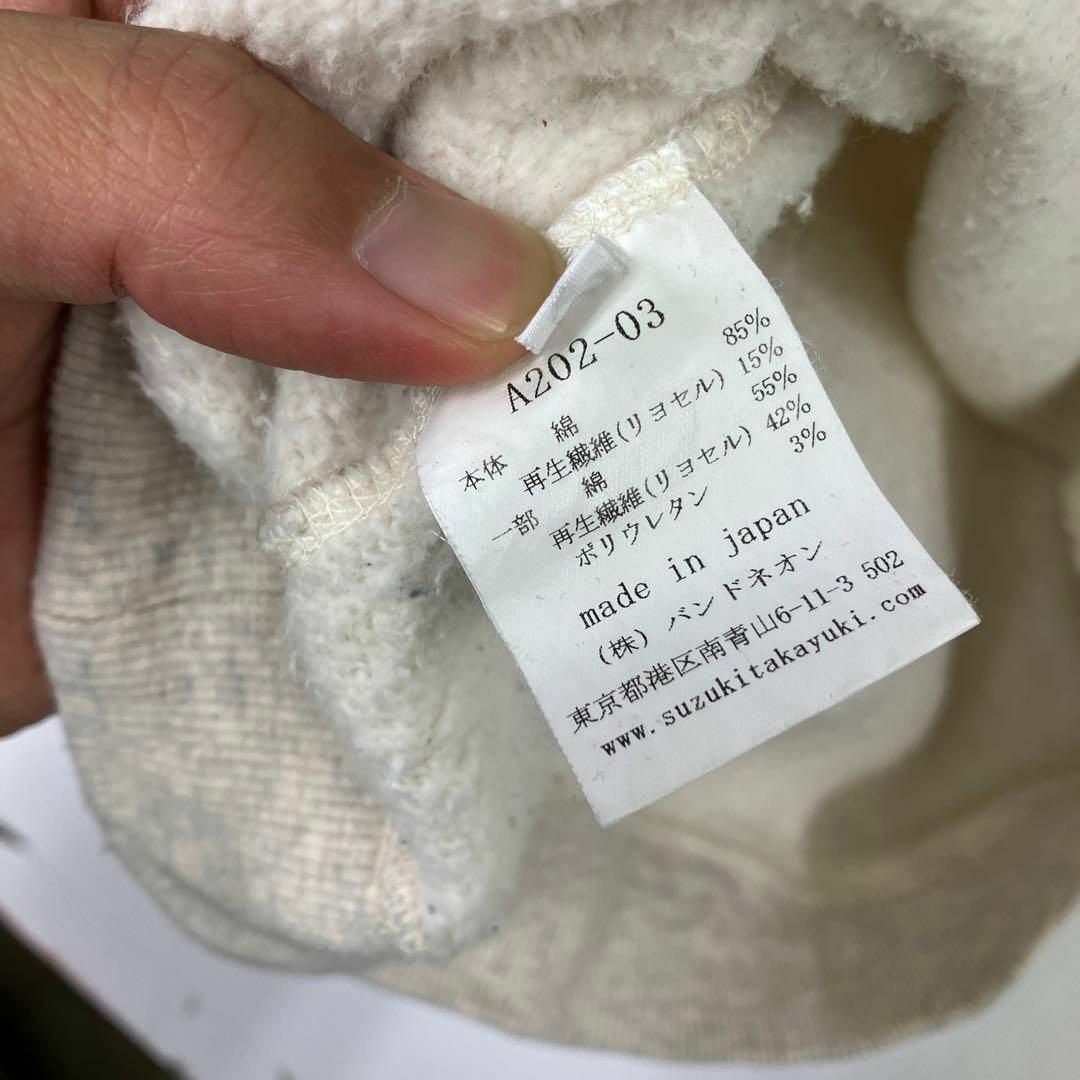 A202-03
本体 綿 85%
再生繊維(リヨセル) 15%
一部 綿 55%
再生繊維(リヨセル) 42%
ポリウレタン 3%
made in japan
(株) バンドネオン
東京都港区南青山6-11-3 502
www.suzukitakayuki.com